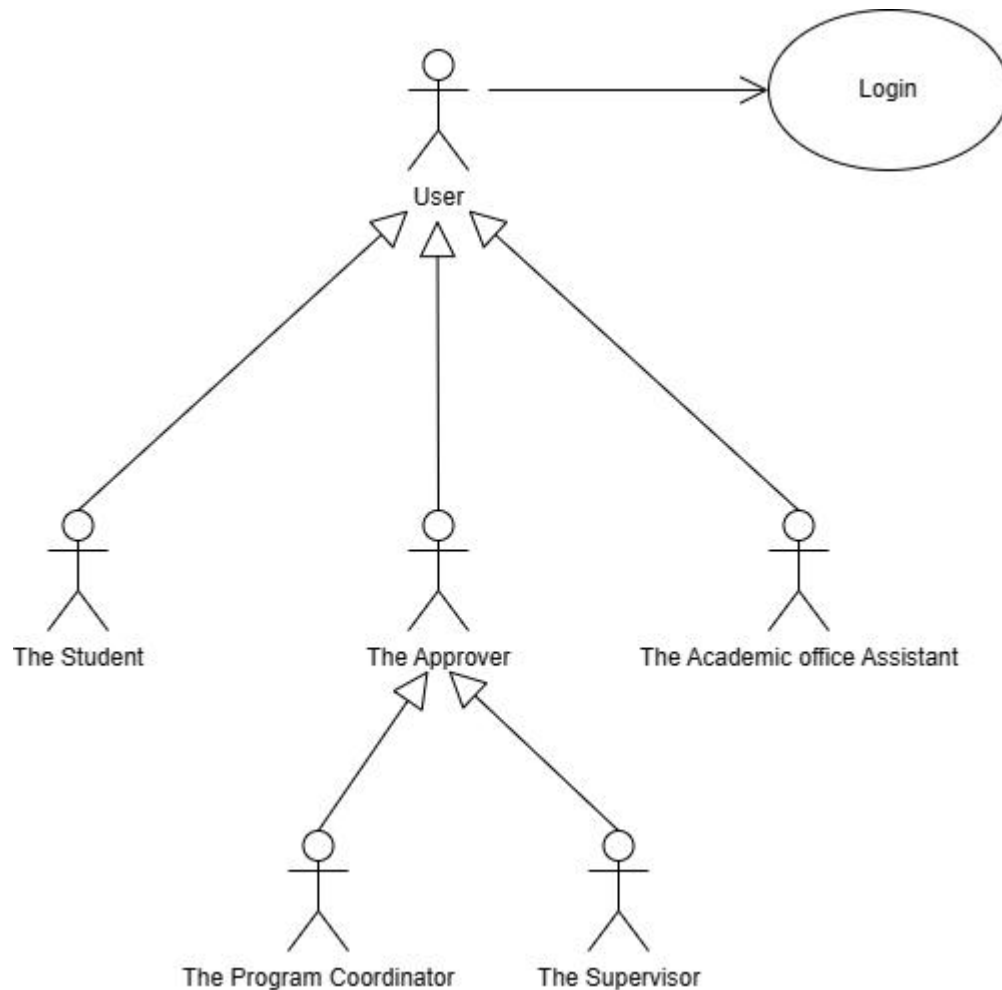 Login
User
The Student
The Approver
The Academic office Assistant
The Program Coordinator
The Supervisor